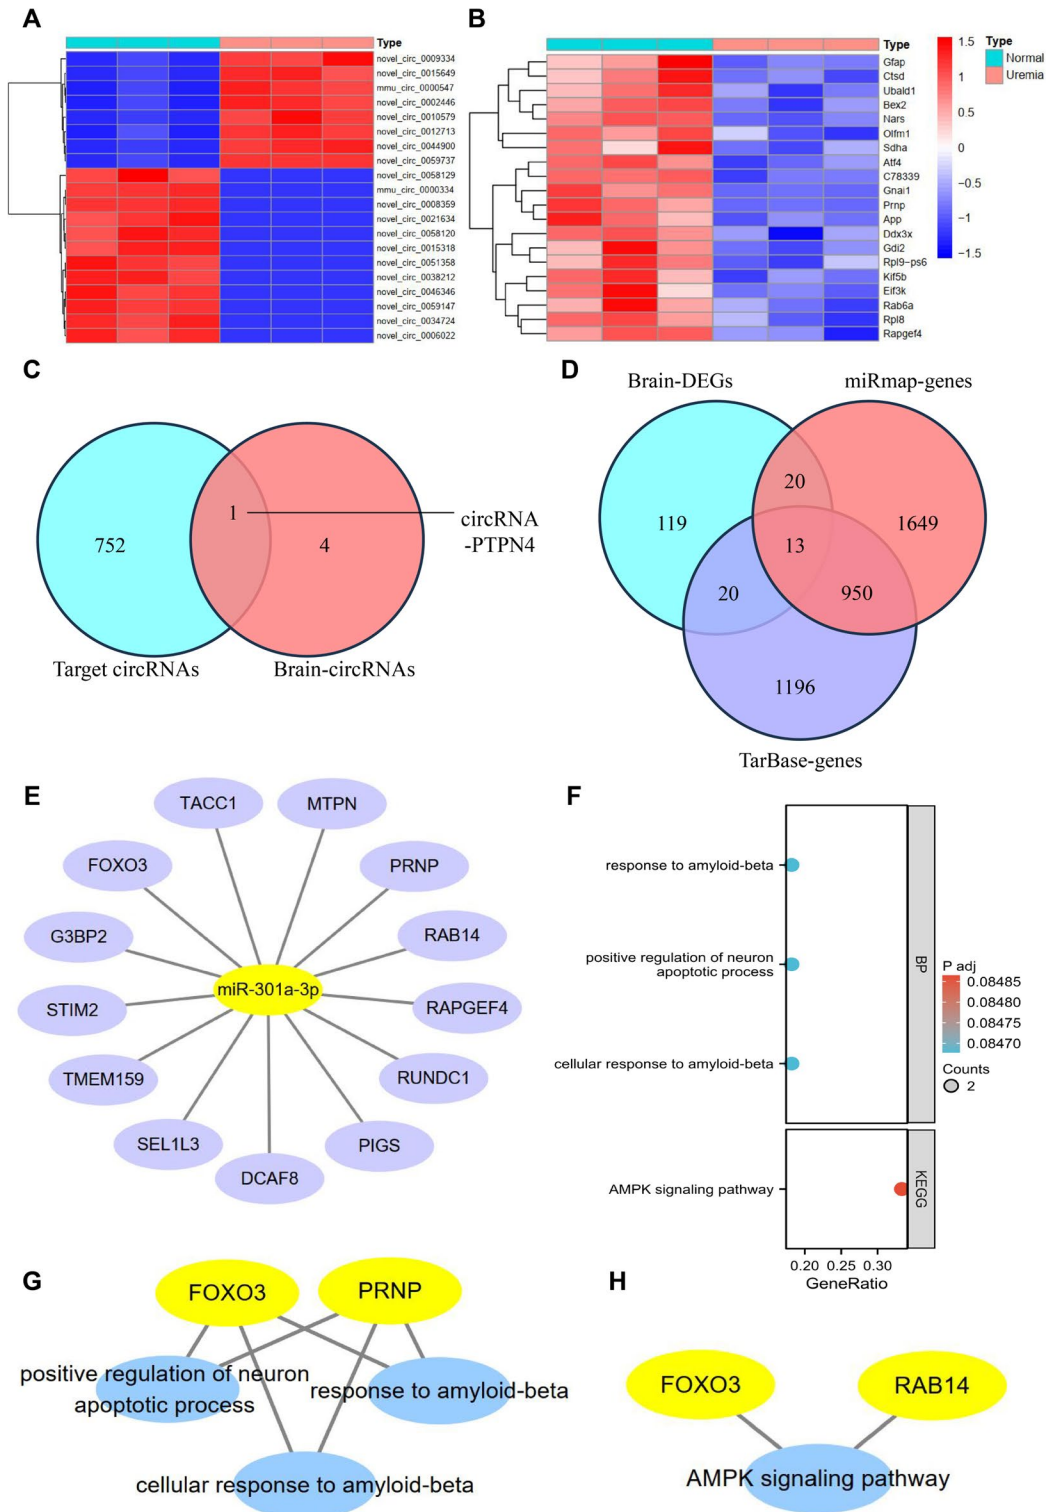 A
Type
novel_circ_0009334
novel_circ_0015649
mmu_circ_0000547
novel_circ_0002446
novel_circ_0010579
novel_circ_0012713
novel_circ_0044900
novel_circ_0059737
novel_circ_0058129
mmu_circ_0000334
novel_circ_0008359
novel_circ_0021634
novel_circ_0058120
novel_circ_0015318
novel_circ_0051358
novel_circ_0038212
novel_circ_0046346
novel_circ_0059147
novel_circ_0034724
novel_circ_0006022
B
Type
Gfap
Ctsd
Ubald1
Bex2
Nars
Olfm1
Sdha
Atf4
C78339
Gnai1
Prnp
App
Ddx3x
Gdi2
Rpl9-ps6
Kif5b
Eif3k
Rab6a
Rpl8
Rapgef4
1.5
1
0.5
0
−0.5
−1
−1.5
Type
Normal
Uremia
C
752
1
4
circRNA
-PTPN4
Target circRNAs
Brain-circRNAs
D
Brain-DEGs
miRmap-genes
20
119
1649
13
20
950
1196
TarBase-genes
E
TACC1
MTPN
FOXO3
PRNP
G3BP2
RAB14
miR-301a-3p
STIM2
RAPGEF4
TMEM159
RUNDC1
SEL1L3
PIGS
DCAF8
F
response to amyloid-beta
positive regulation of neuron
apoptotic process
cellular response to amyloid-beta
AMPK signaling pathway
BP
KEGG
0.20 0.25 0.30
GeneRatio
P adj
0.08485
0.08480
0.08475
0.08470
Counts
2
G
FOXO3
PRNP
positive regulation of neuron
apoptotic process
response to amyloid-beta
cellular response to amyloid-beta
H
FOXO3
RAB14
AMPK signaling pathway